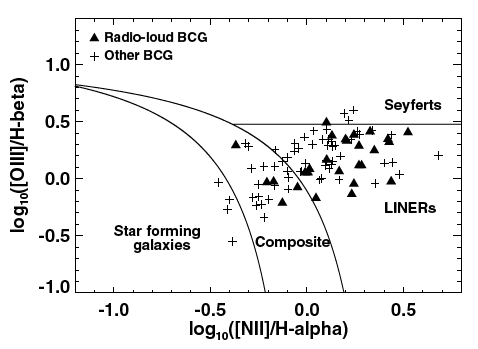 Radio-loud BCG
Other BCG
1.0
0.5
0.0
-0.5
-1.0
log10([OIII]/H-beta)
Seyferts
LINERs
Star forming
galaxies
Composite
-1.0 -0.5 0.0 0.5
log10([NII]/H-alpha)